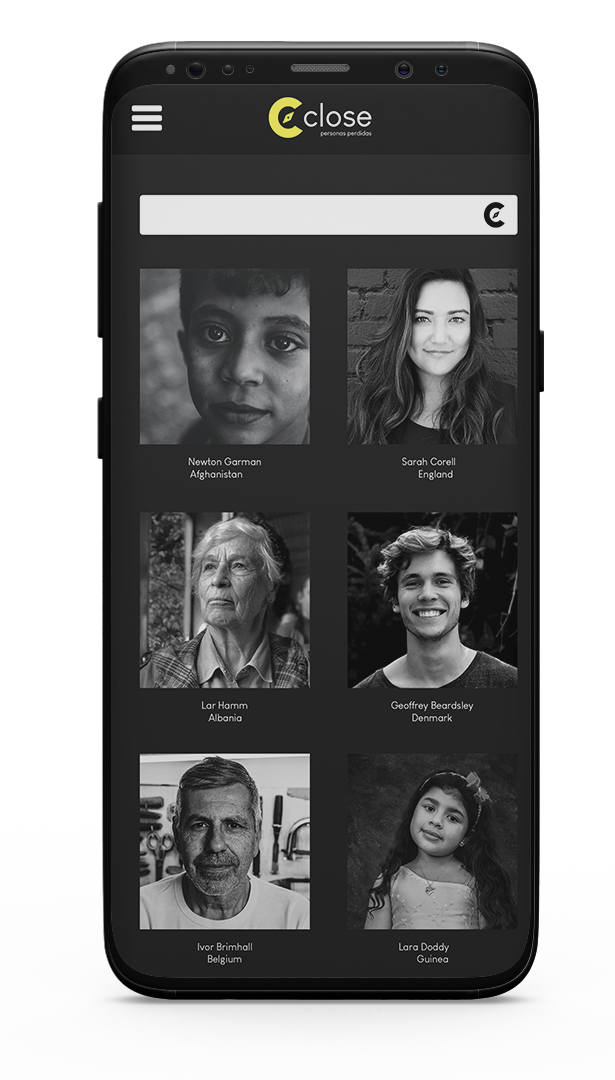 close
personas perdidas
Newton Garman
Afghanistan
Sarah Corell
England
Lar Hamm
Albania
Geoffrey Beardsley
Denmark
Ivor Brimhall
Belgium
Lara Doddy
Guinea